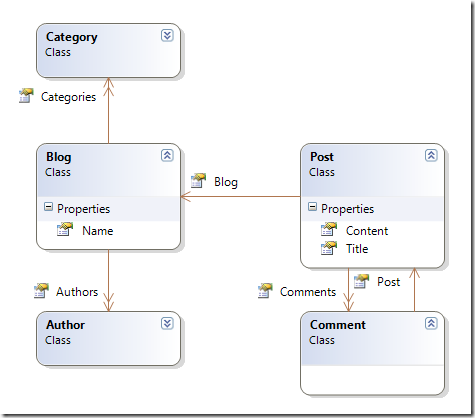 Category
Class
Categories
Blog
Class
Properties
Name
Blog
Post
Class
Properties
Content
Title
Authors
Comments
Post
Author
Class
Comment
Class